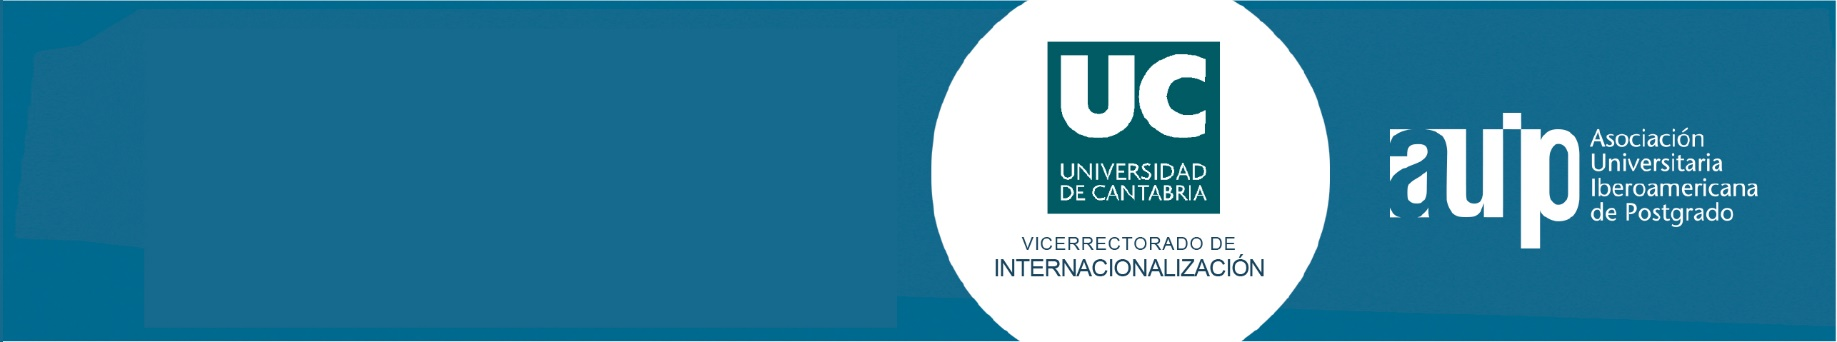 UC
UNIVERSIDAD
DE CANTABRIA
VICERRECTORADO DE
INTERNACIONALIZACIÓN
auip
Asociación
Universitaria
Iberoamericana
de Postgrado